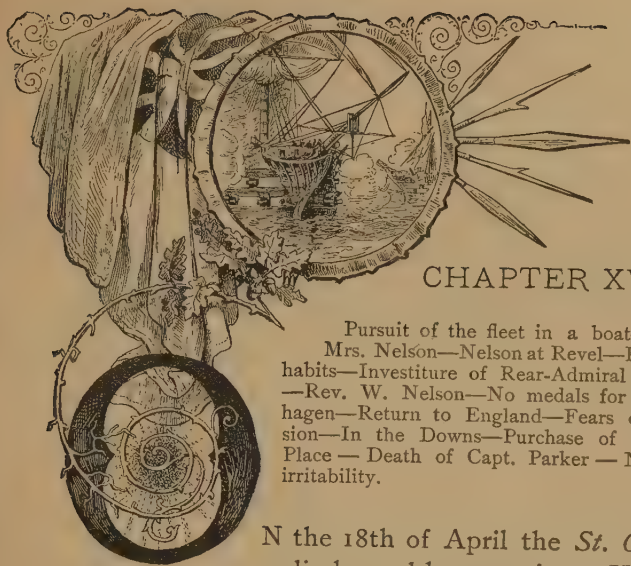 CHAPTER
Pursuit of the fleet in a boat
Mrs. Nelson—Nelson at Revel—
habits—Investiture of Rear-Admiral
—Rev. W. Nelson—No medals for
hagen—Return to England—Fears
sion—In the Downs—Purchase of
Place — Death of Capt. Parker —
irritability.
ON the 18th of April the St.